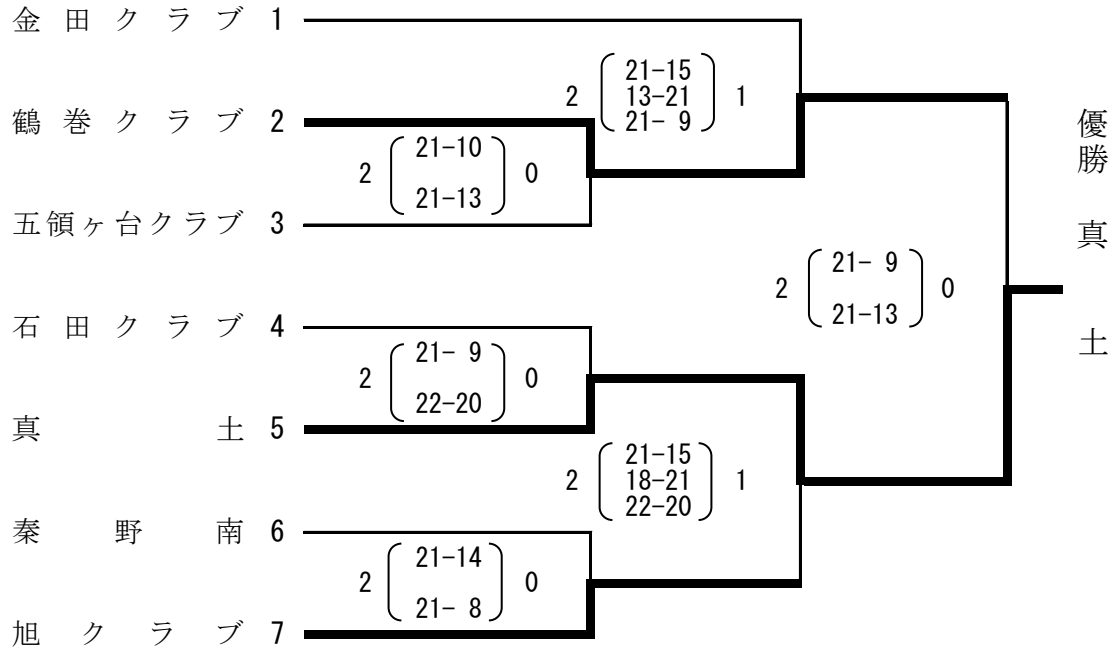 金田クラブ 1
2 21-15 1
13-21
21- 9
鶴巻クラブ 2
2 21-10 0
21-13
五領ヶ台クラブ 3
2 21- 9 0
21-13
石田クラブ 4
2 21- 9 0
22-20
真土 5
2 21-15 1
18-21
22-20
秦野南 6
2 21-14 0
21- 8
旭クラブ 7
優勝 真土